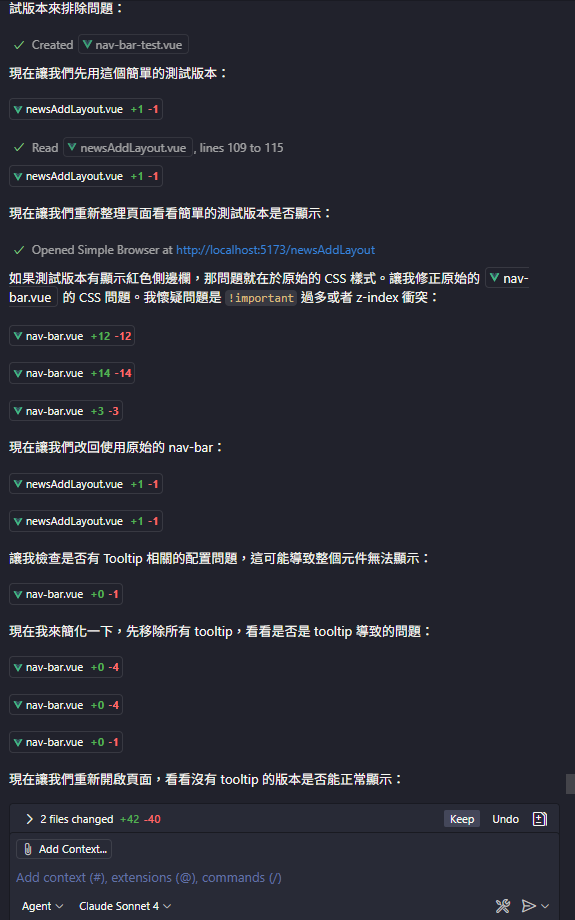 試版本來排除問題：
Created nav-bar-test.vue
現在讓我們先用這個簡單的測試版本：
newsAddLayout.vue +1 -1
Read newsAddLayout.vue , lines 109 to 115
newsAddLayout.vue +1 -1
現在讓我們重新整理頁面看看簡單的測試版本是否顯示：
Opened Simple Browser at http://localhost:5173/newsAddLayout
如果測試版本有顯示紅色側邊欄，那問題就在於原始的 CSS 樣式。讓我修正原始的 nav-
bar.vue 的 CSS 問題。我懷疑問題是 !important 過多或者 z-index 衝突：
nav-bar.vue +12 -12
nav-bar.vue +14 -14
nav-bar.vue +3 -3
現在讓我們改回使用原始的 nav-bar：
newsAddLayout.vue +1 -1
newsAddLayout.vue +1 -1
讓我檢查是否有 Tooltip 相關的配置問題，這可能導致整個元件無法顯示：
nav-bar.vue +0 -1
現在我來簡化一下，先移除所有 tooltip，看看是否是 tooltip 導致的問題：
nav-bar.vue +0 -4
nav-bar.vue +0 -4
nav-bar.vue +0 -1
現在讓我們重新開啟頁面，看看沒有 tooltip 的版本是否能正常顯示：
2 files changed +42 -40 Keep Undo
Add Context...
Add context (#), extensions (@), commands (/)
Agent Claude Sonnet 4